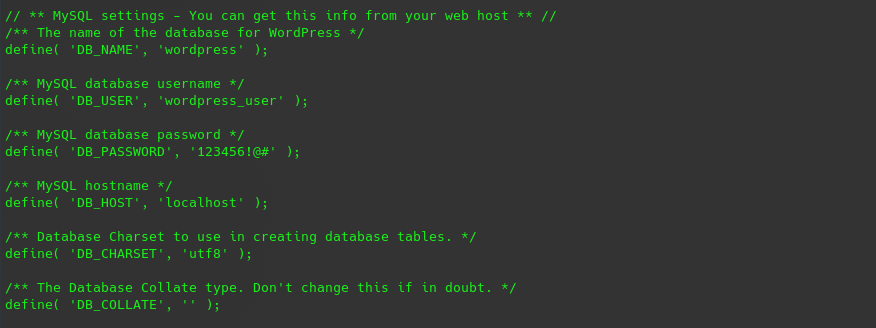 // ** MySQL settings - You can get this info from your web host ** //
/** The name of the database for WordPress */
define( 'DB_NAME', 'wordpress' );
/** MySQL database username */
define( 'DB_USER', 'wordpress_user' );
/** MySQL database password */
define( 'DB_PASSWORD', '123456!@#' );
/** MySQL hostname */
define( 'DB_HOST', 'localhost' );
/** Database Charset to use in creating database tables. */
define( 'DB_CHARSET', 'utf8' );
/** The Database Collate type. Don't change this if in doubt. */
define( 'DB_COLLATE', '' );